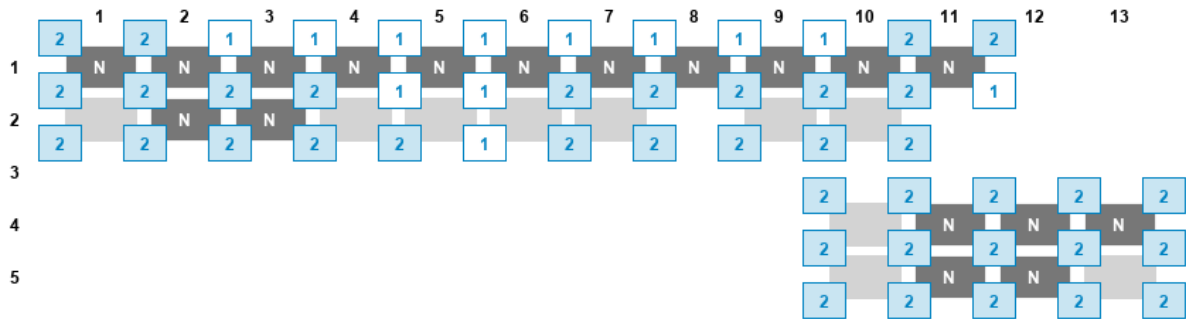 1 2 3 4 5 6 7 8 9 10 11 12 13
2 2 1 1 1 1 1 1 1 1 2 2
1 N N N N N N N N N N N
2 2 2 2 1 1 2 2 2 2 2 1
2 N N
2 2 2 2 2 1 2 2 2 2 2
3
2 2 2 2 2
4 N N N
2 2 2 2 2
5 N N
2 2 2 2 2